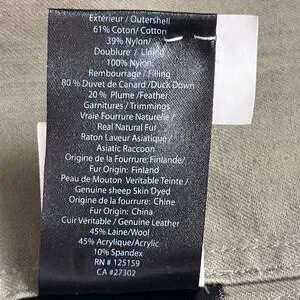 Extérieur / Outershell
61% Coton/ Cotton
39% Nylon/
Doublure / Lining
100% Nylon
Rembourrage / Filling
80 % Duvet de Canard /Duck Down
20 % Plume /Feather
Garnitures / Trimmings
Vraie Fourrure Naturelle /
Real Natural Fur
Raton Laveur Asiatique /
Asiatic Raccoon
Origine de la Fourrure: Finlande/
Fur Origin: Finland
Peau de Mouton Veritable Teinte /
Genuine sheep Skin Dyed
Origine de la fourrure: Chine
Fur Origin: China
Cuir Véritable / Genuine Leather
45% Laine/Wool
45% Acrylique/Acrylic
10% Spandex
RN # 125159
CA #27302